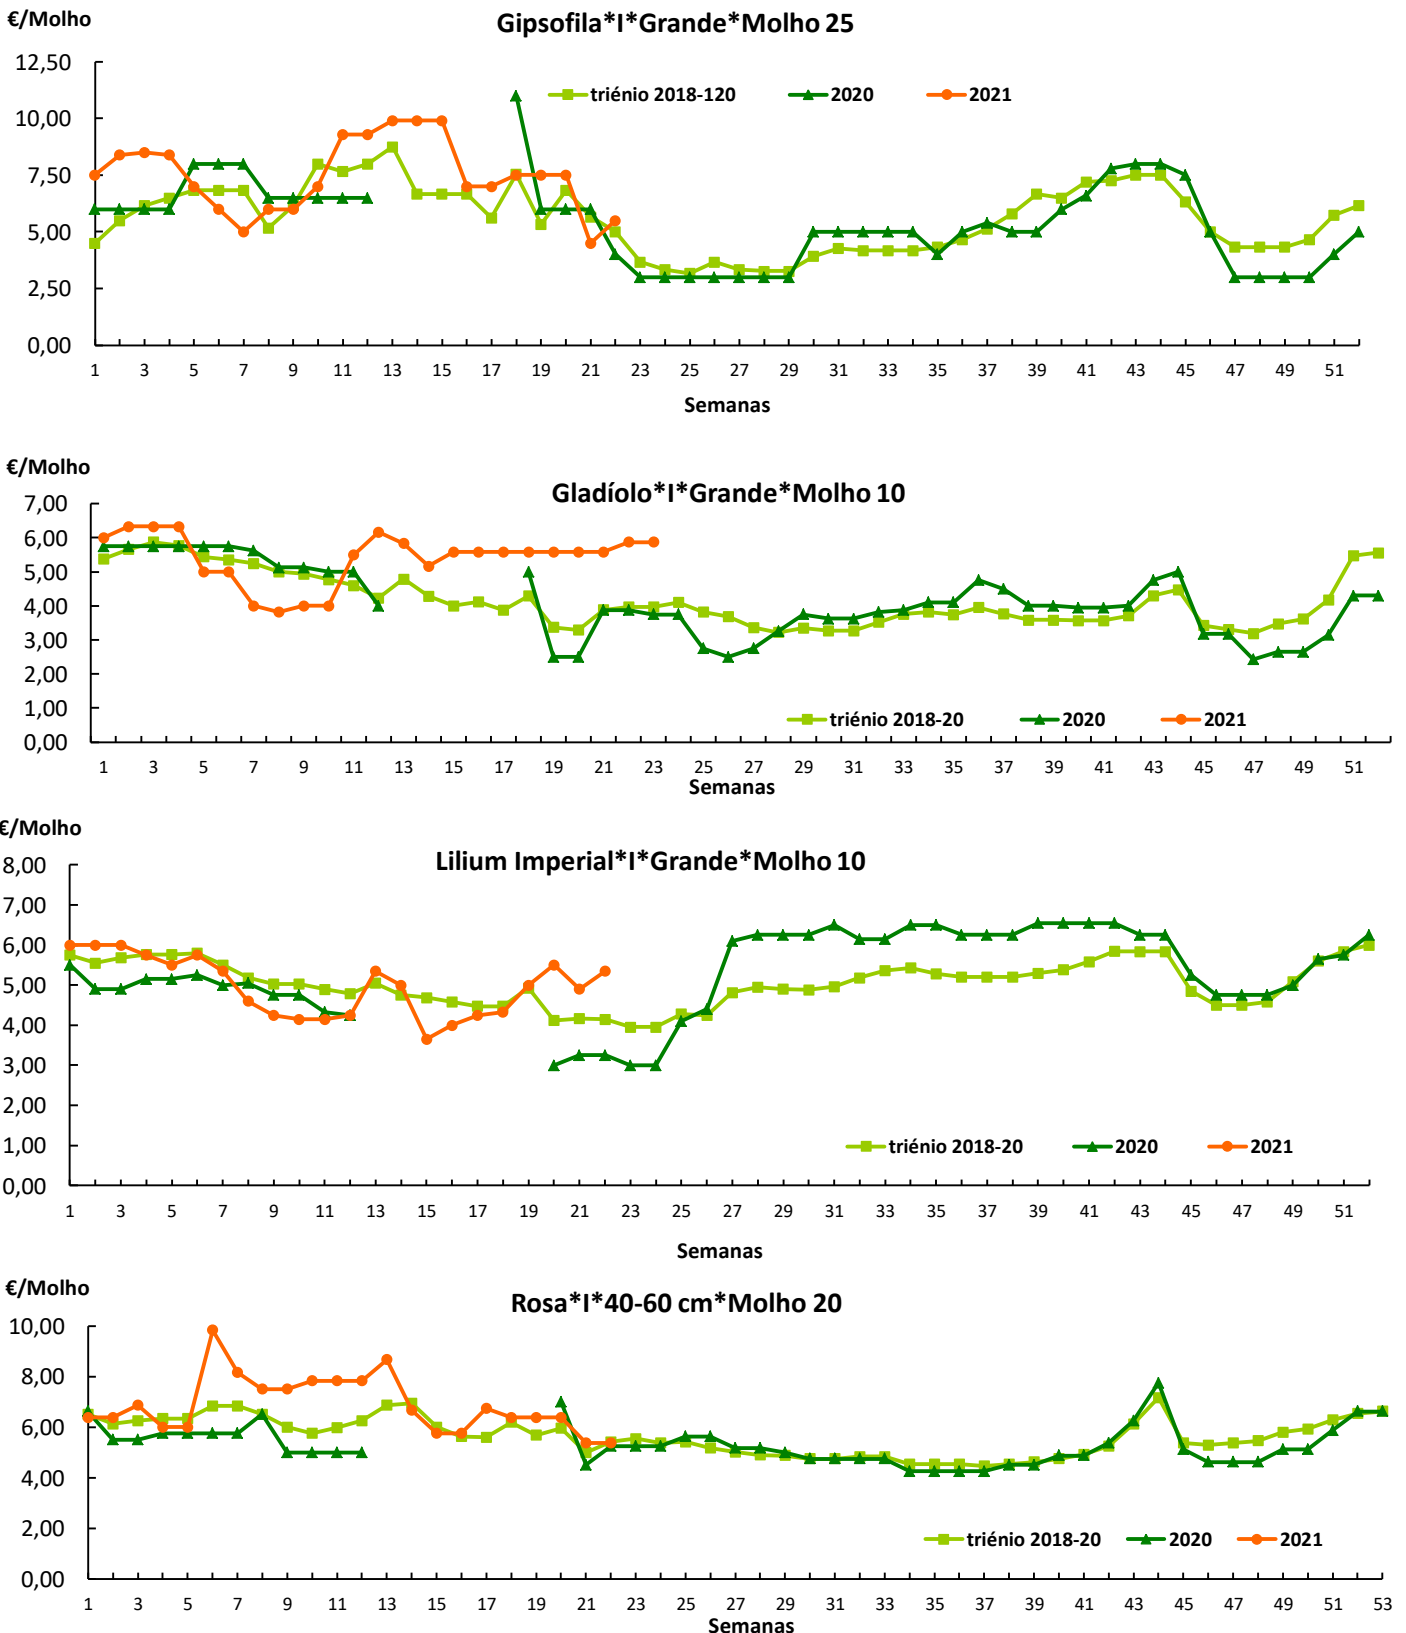 €/Molho
Gipsofila*I*Grande*Molho 25
12,50
triénio 2018-120 2020 2021
10,00
7,50
5,00
2,50
0,00
1 3 5 7 9 11 13 15 17 19 21 23 25 27 29 31 33 35 37 39 41 43 45 47 49 51
Semanas
€/Molho
Gladíolo*I*Grande*Molho 10
7,00
6,00
5,00
4,00
3,00
2,00
1,00
triénio 2018-20 2020 2021
0,00
1 3 5 7 9 11 13 15 17 19 21 23 25 27 29 31 33 35 37 39 41 43 45 47 49 51
Semanas
€/Molho
Lilium Imperial*I*Grande*Molho 10
8,00
7,00
6,00
5,00
4,00
3,00
2,00
1,00
triénio 2018-20 2020 2021
0,00
1 3 5 7 9 11 13 15 17 19 21 23 25 27 29 31 33 35 37 39 41 43 45 47 49 51
Semanas
€/Molho
Rosa*I*40-60 cm*Molho 20
10,00
8,00
6,00
4,00
2,00
triénio 2018-20 2020 2021
0,00
1 3 5 7 9 11 13 15 17 19 21 23 25 27 29 31 33 35 37 39 41 43 45 47 49 51 53
Semanas